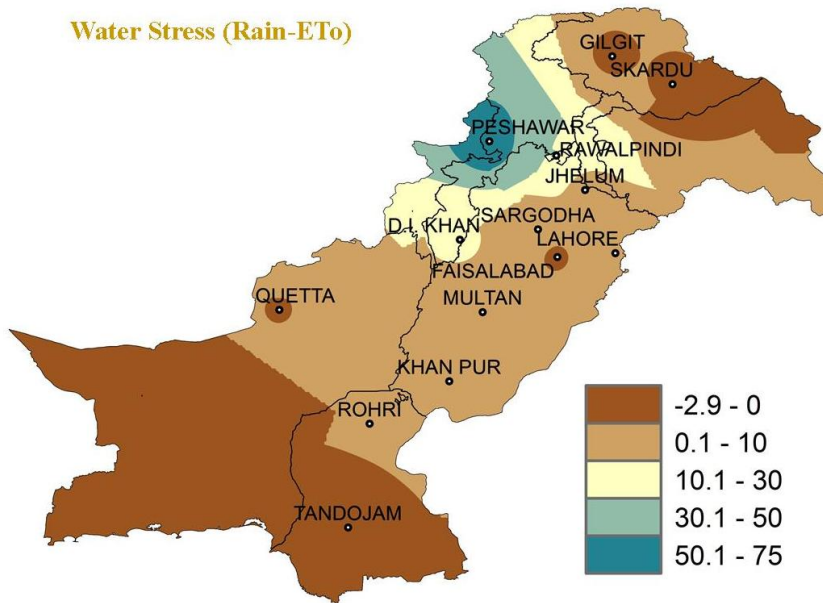 Water Stress (Rain-ETo)
GILGIT
SKARDU
PESHAWAR
RAWALPINDI
JHELUM
SARGODHA
D.I. KHAN
LAHORE
FAISALABAD
QUETTA
MULTAN
KHAN PUR
ROHRI
TANDOJAM
-2.9 - 0
0.1 - 10
10.1 - 30
30.1 - 50
50.1 - 75